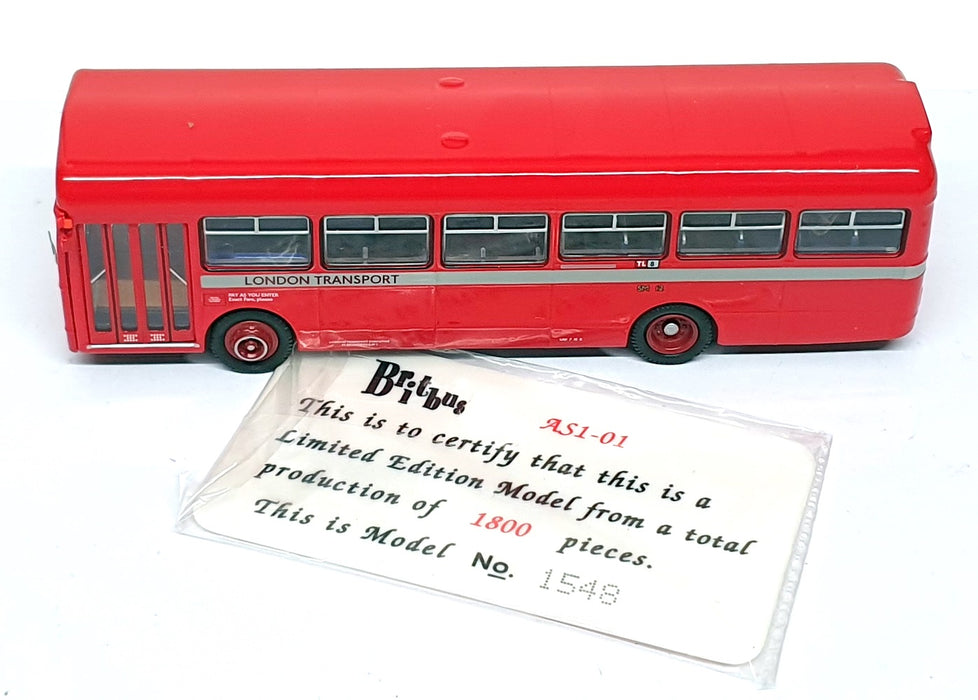 LONDON TRANSPORT
PAY AS YOU ENTER
Exact Fare, please
TL 8
Britbus
AS1-01
This is to certify that this is a
Limited Edition Model from a total
production of 1800 pieces.
This is Model No. 1548